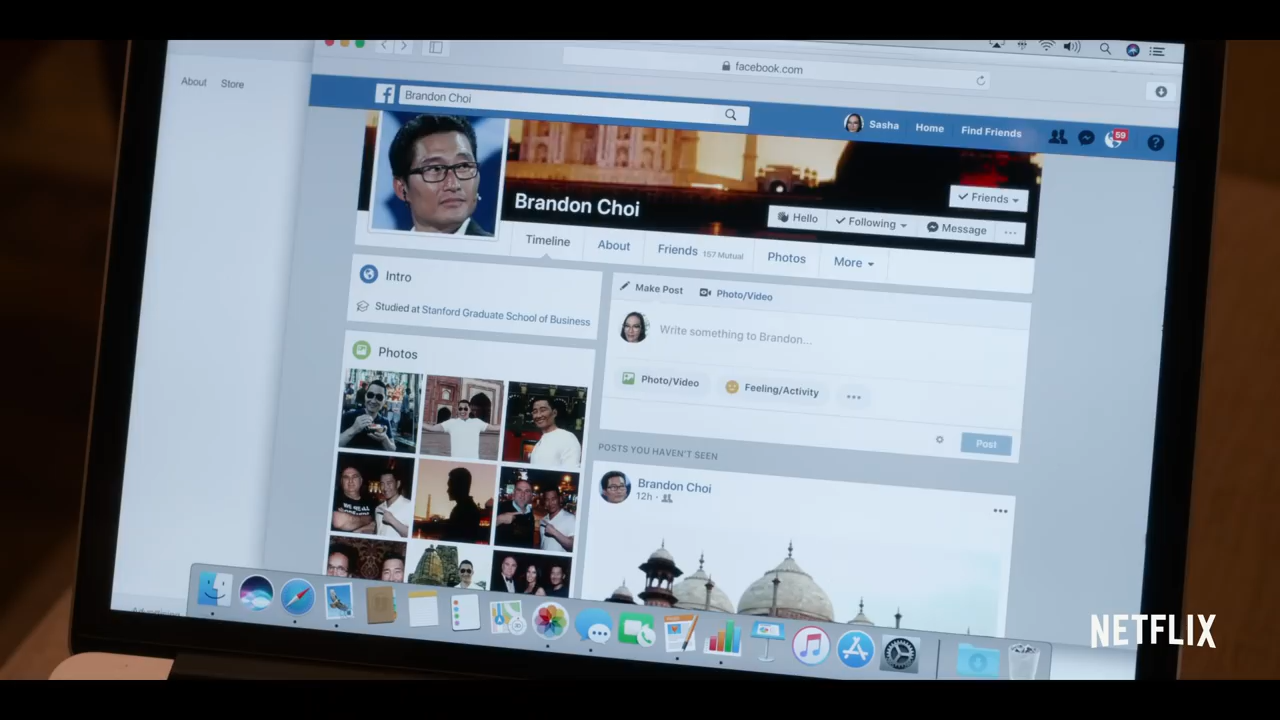 About Store
facebook.com
f
Brandon Choi
Sasha Home Find Friends
59
?
Brandon Choi
Friends
Hello Following Message
Timeline About Friends 157 Mutual Photos More
Intro
Studied at Stanford Graduate School of Business
Photos
Make Post Photo/Video
Write something to Brandon...
Photo/Video Feeling/Activity
Post
POSTS YOU HAVEN'T SEEN
Brandon Choi
12h
Advertising
NETFLIX